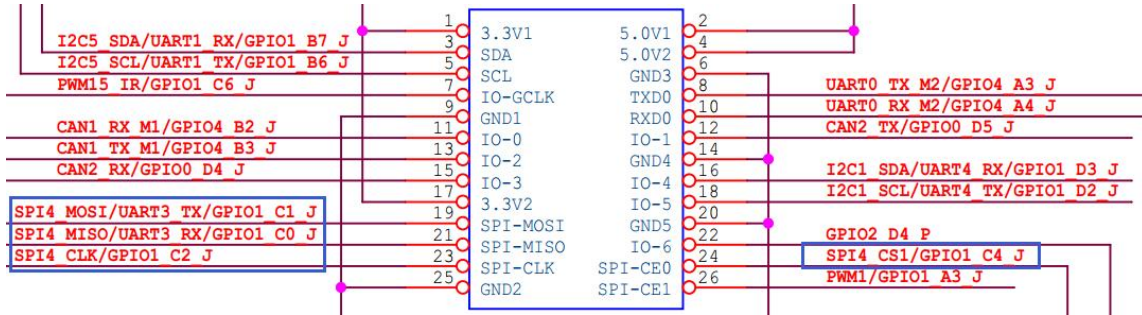 1 3.3V1 5.0V1 2
I2C5_SDA/UART1_RX/GPIO1_B7_J 3 SDA 5.0V2 4
I2C5_SCL/UART1_TX/GPIO1_B6_J 5 SCL GND3 6
PWM15_IR/GPIO1_C6_J 7 IO-GCLK TXD0 8 UART0_TX_M2/GPIO4_A3_J
9 GND1 RXD0 10 UART0_RX_M2/GPIO4_A4_J
CAN1_RX_M1/GPIO4_B2_J 11 IO-0 IO-1 12 CAN2_TX/GPIO0_D5_J
CAN1_TX_M1/GPIO4_B3_J 13 IO-2 GND4 14
CAN2_RX/GPIO0_D4_J 15 IO-3 IO-4 16 I2C1_SDA/UART4_RX/GPIO1_D3_J
17 3.3V2 IO-5 18 I2C1_SCL/UART4_TX/GPIO1_D2_J
SPI4_MOSI/UART3_TX/GPIO1_C1_J 19 SPI-MOSI GND5 20
SPI4_MISO/UART3_RX/GPIO1_C0_J 21 SPI-MISO IO-6 22 GPIO2_D4_P
SPI4_CLK/GPIO1_C2_J 23 SPI-CLK SPI-CE0 24 SPI4_CS1/GPIO1_C4_J
25 GND2 SPI-CE1 26 PWM1/GPIO1_A3_J